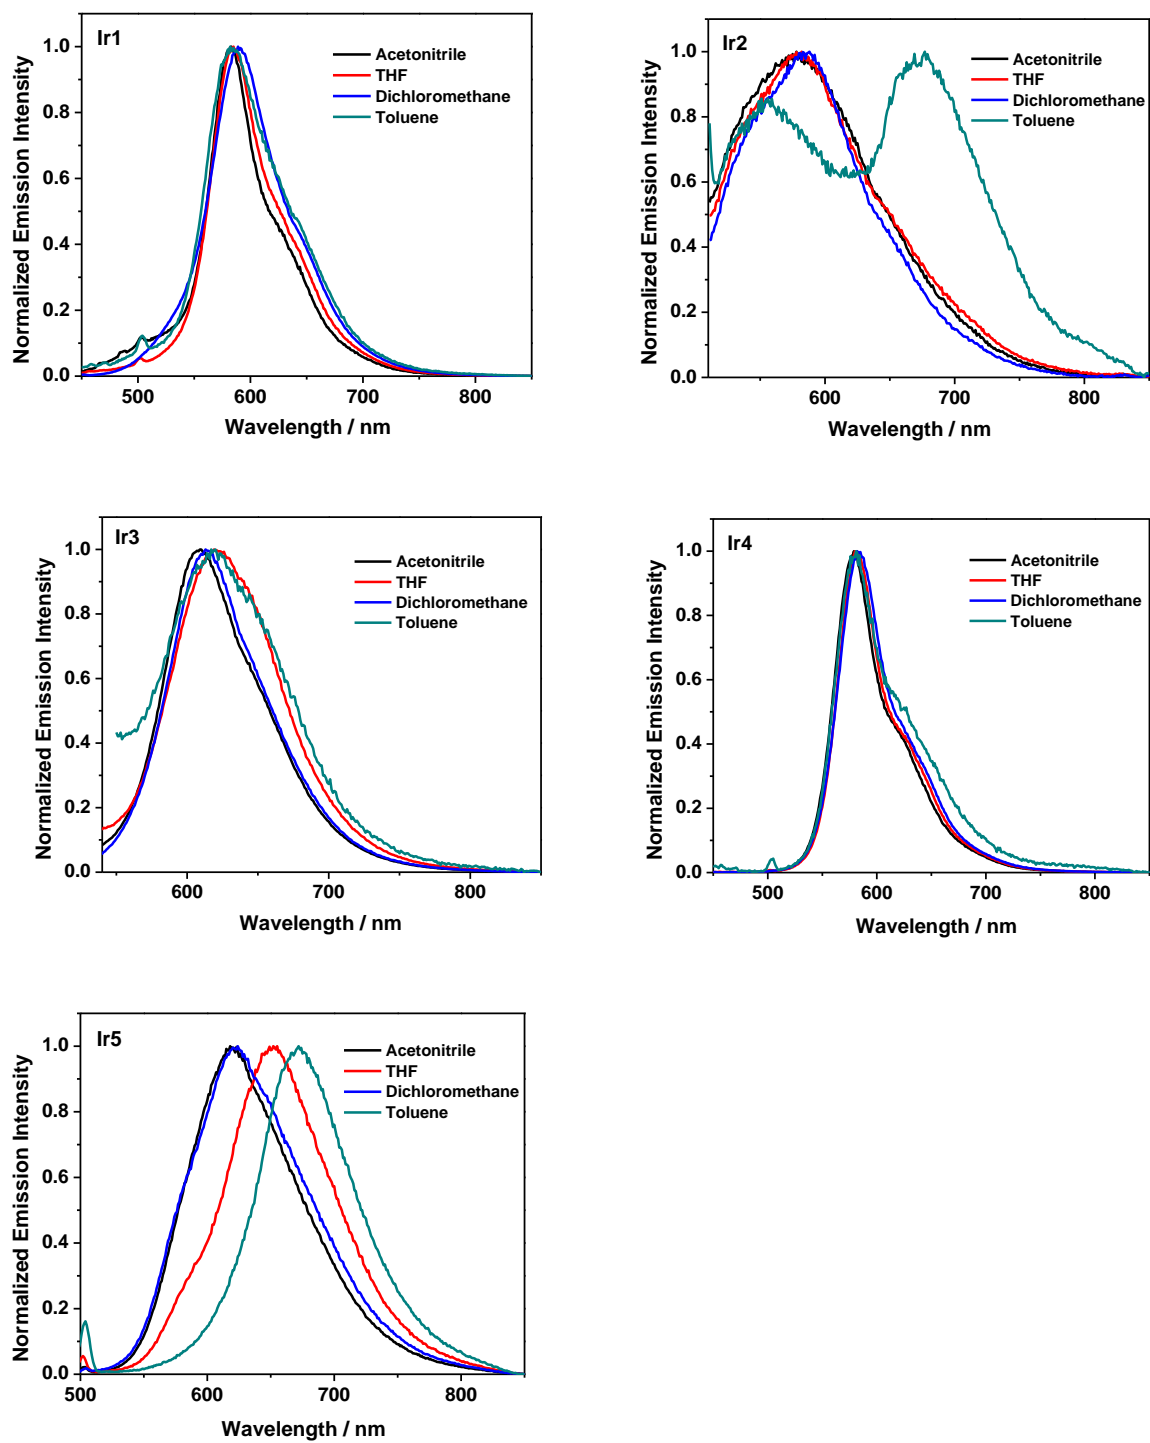 Ir1
Acetonitrile
THF
Dichloromethane
Toluene
Normalized Emission Intensity
1.0
0.8
0.6
0.4
0.2
0.0
500
600
700
800
Wavelength / nm
Ir2
Acetonitrile
THF
Dichloromethane
Toluene
Normalized Emission Intensity
1.0
0.8
0.6
0.4
0.2
0.0
600
700
800
Wavelength / nm
Ir3
Acetonitrile
THF
Dichloromethane
Toluene
Normalized Emission Intensity
1.0
0.8
0.6
0.4
0.2
0.0
600
700
800
Wavelength / nm
Ir4
Acetonitrile
THF
Dichloromethane
Toluene
Normalized Emission Intensity
1.0
0.8
0.6
0.4
0.2
0.0
500
600
700
800
Wavelength / nm
Ir5
Acetonitrile
THF
Dichloromethane
Toluene
Normalized Emission Intensity
1.0
0.8
0.6
0.4
0.2
0.0
500
600
700
800
Wavelength / nm